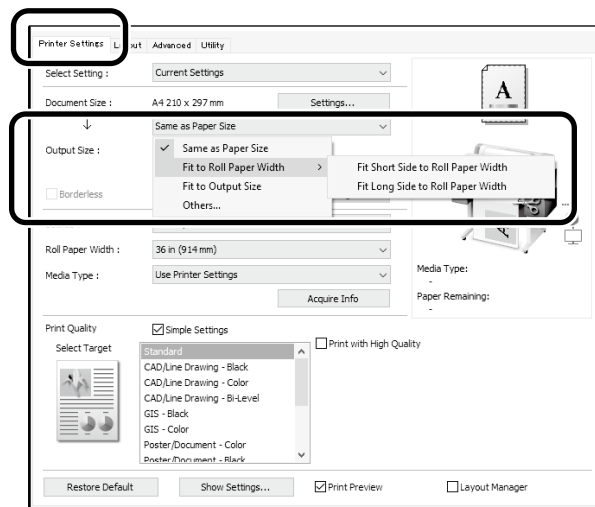 Printer Settings
Advanced
Utility
Select Setting :
Current Settings
Document Size :
A4 210 x 297 mm
Settings...
A
↓
Same as Paper Size
Output Size :
✓ Same as Paper Size
Fit to Roll Paper Width >
Fit Short Side to Roll Paper Width
Fit to Output Size
Fit Long Side to Roll Paper Width
Borderless
Others...
...
Roll Paper Width :
36 in (914 mm)
Media Type :
Use Printer Settings
Media Type:
-
Acquire Info
Paper Remaining:
-
Print Quality
Simple Settings
Select Target
Print with High Quality
Standard
CAD/Line Drawing - Black
CAD/Line Drawing - Color
CAD/Line Drawing - Bi-Level
GIS - Black
GIS - Color
Poster/Document - Color
Poster/Document - Black
Restore Default
Show Settings...
Print Preview
Layout Manager